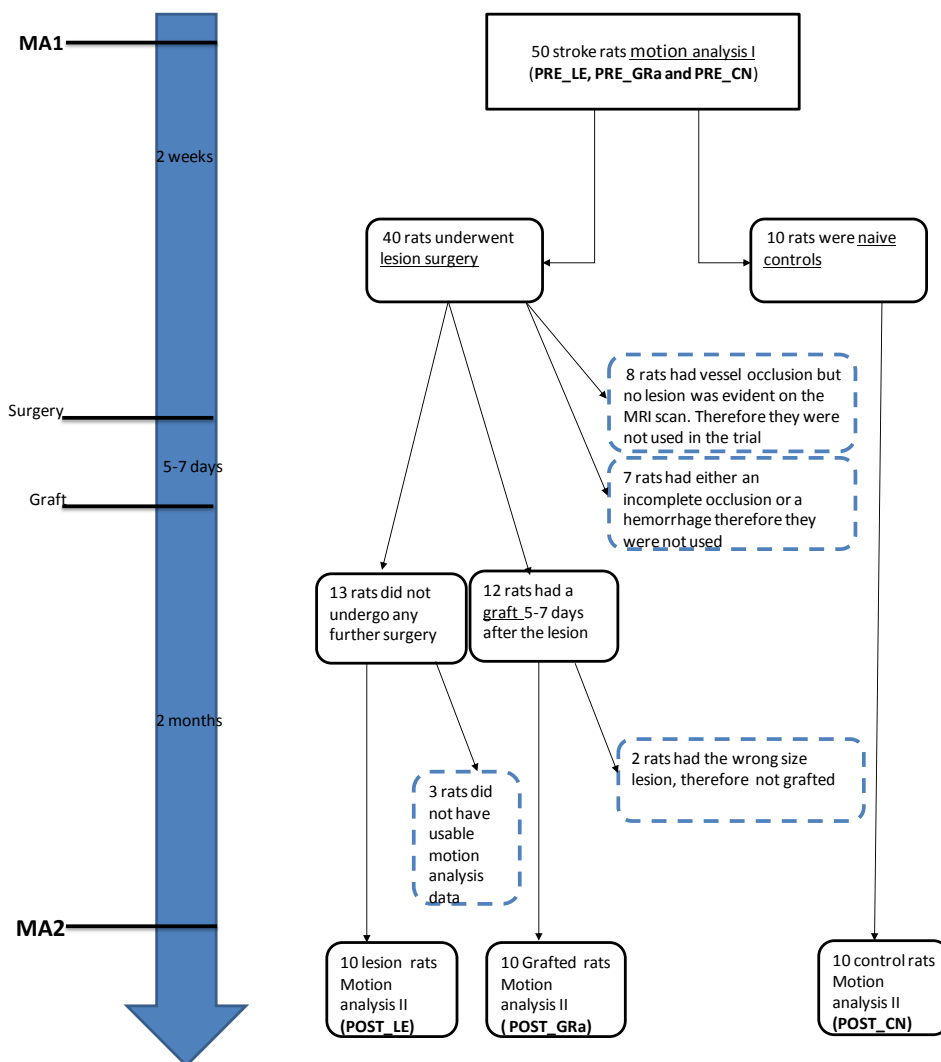 MA1
2 weeks
Surgery
5-7 days
Graft
2 months
MA2
50 stroke rats motion analysis I
(PRE_LE, PRE_GRa and PRE_CN)
40 rats underwent
lesion surgery
10 rats were naive
controls
8 rats had vessel occlusion but
no lesion was evident on the
MRI scan. Therefore they were
not used in the trial
7 rats had either an
incomplete occlusion or a
hemorrhage therefore they
were not used
13 rats did not
undergo any
further surgery
12 rats had a
graft 5-7 days
after the lesion
2 rats had the wrong size
lesion, therefore not grafted
3 rats did
not have
usable
motion
analysis
data
10 lesion rats
Motion
analysis II
(POST_LE)
10 Grafted rats
Motion
analysis II
( POST_GRa)
10 control rats
Motion
analysis II
(POST_CN)